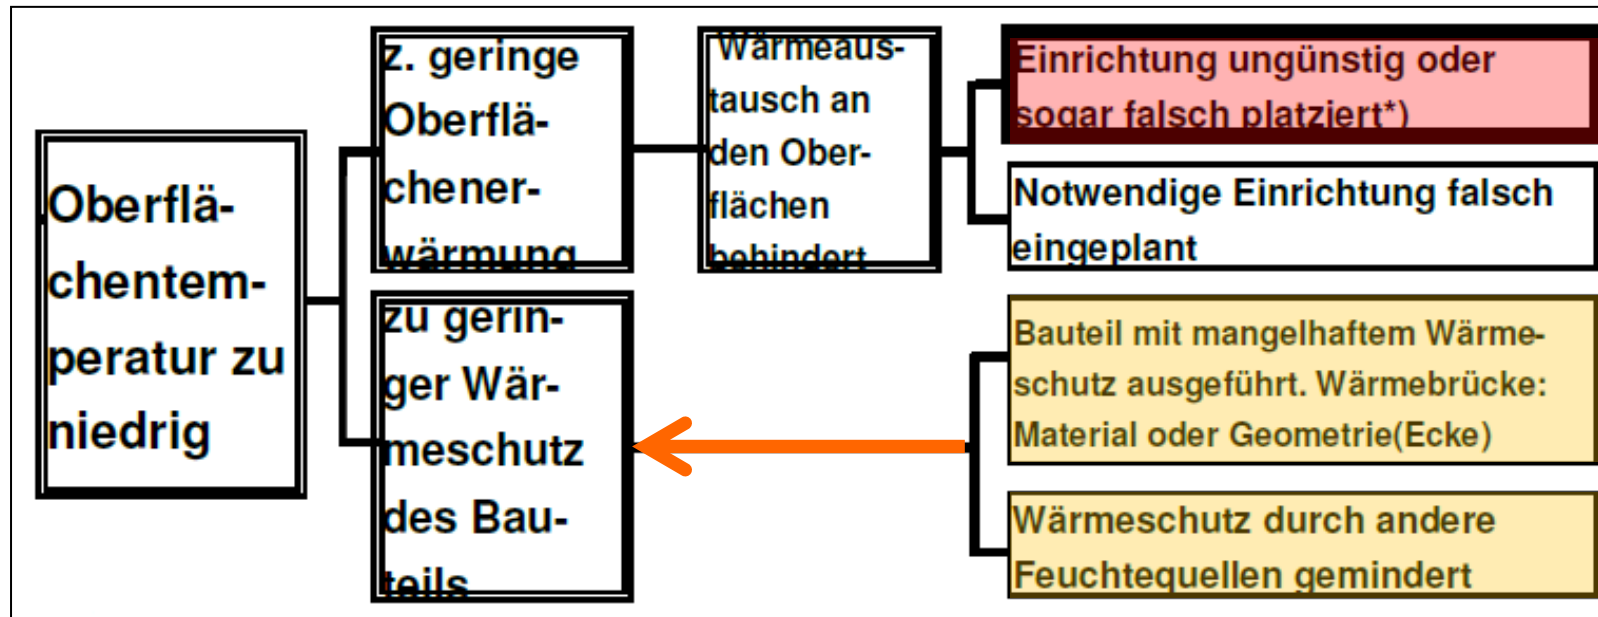 Oberflä-
chentem-
peratur zu
niedrig
z. geringe
Oberflä-
chener-
wärmung
zu gerin-
ger Wär-
meschutz
des Bau-
teils
Wärmeaus-
tausch an
den Ober-
flächen
behindert
Einrichtung ungünstig oder
sogar falsch platziert*)
Notwendige Einrichtung falsch
eingeplant
Bauteil mit mangelhaftem Wärme-
schutz ausgeführt. Wärmebrücke:
Material oder Geometrie(Ecke)
Wärmeschutz durch andere
Feuchtequellen gemindert